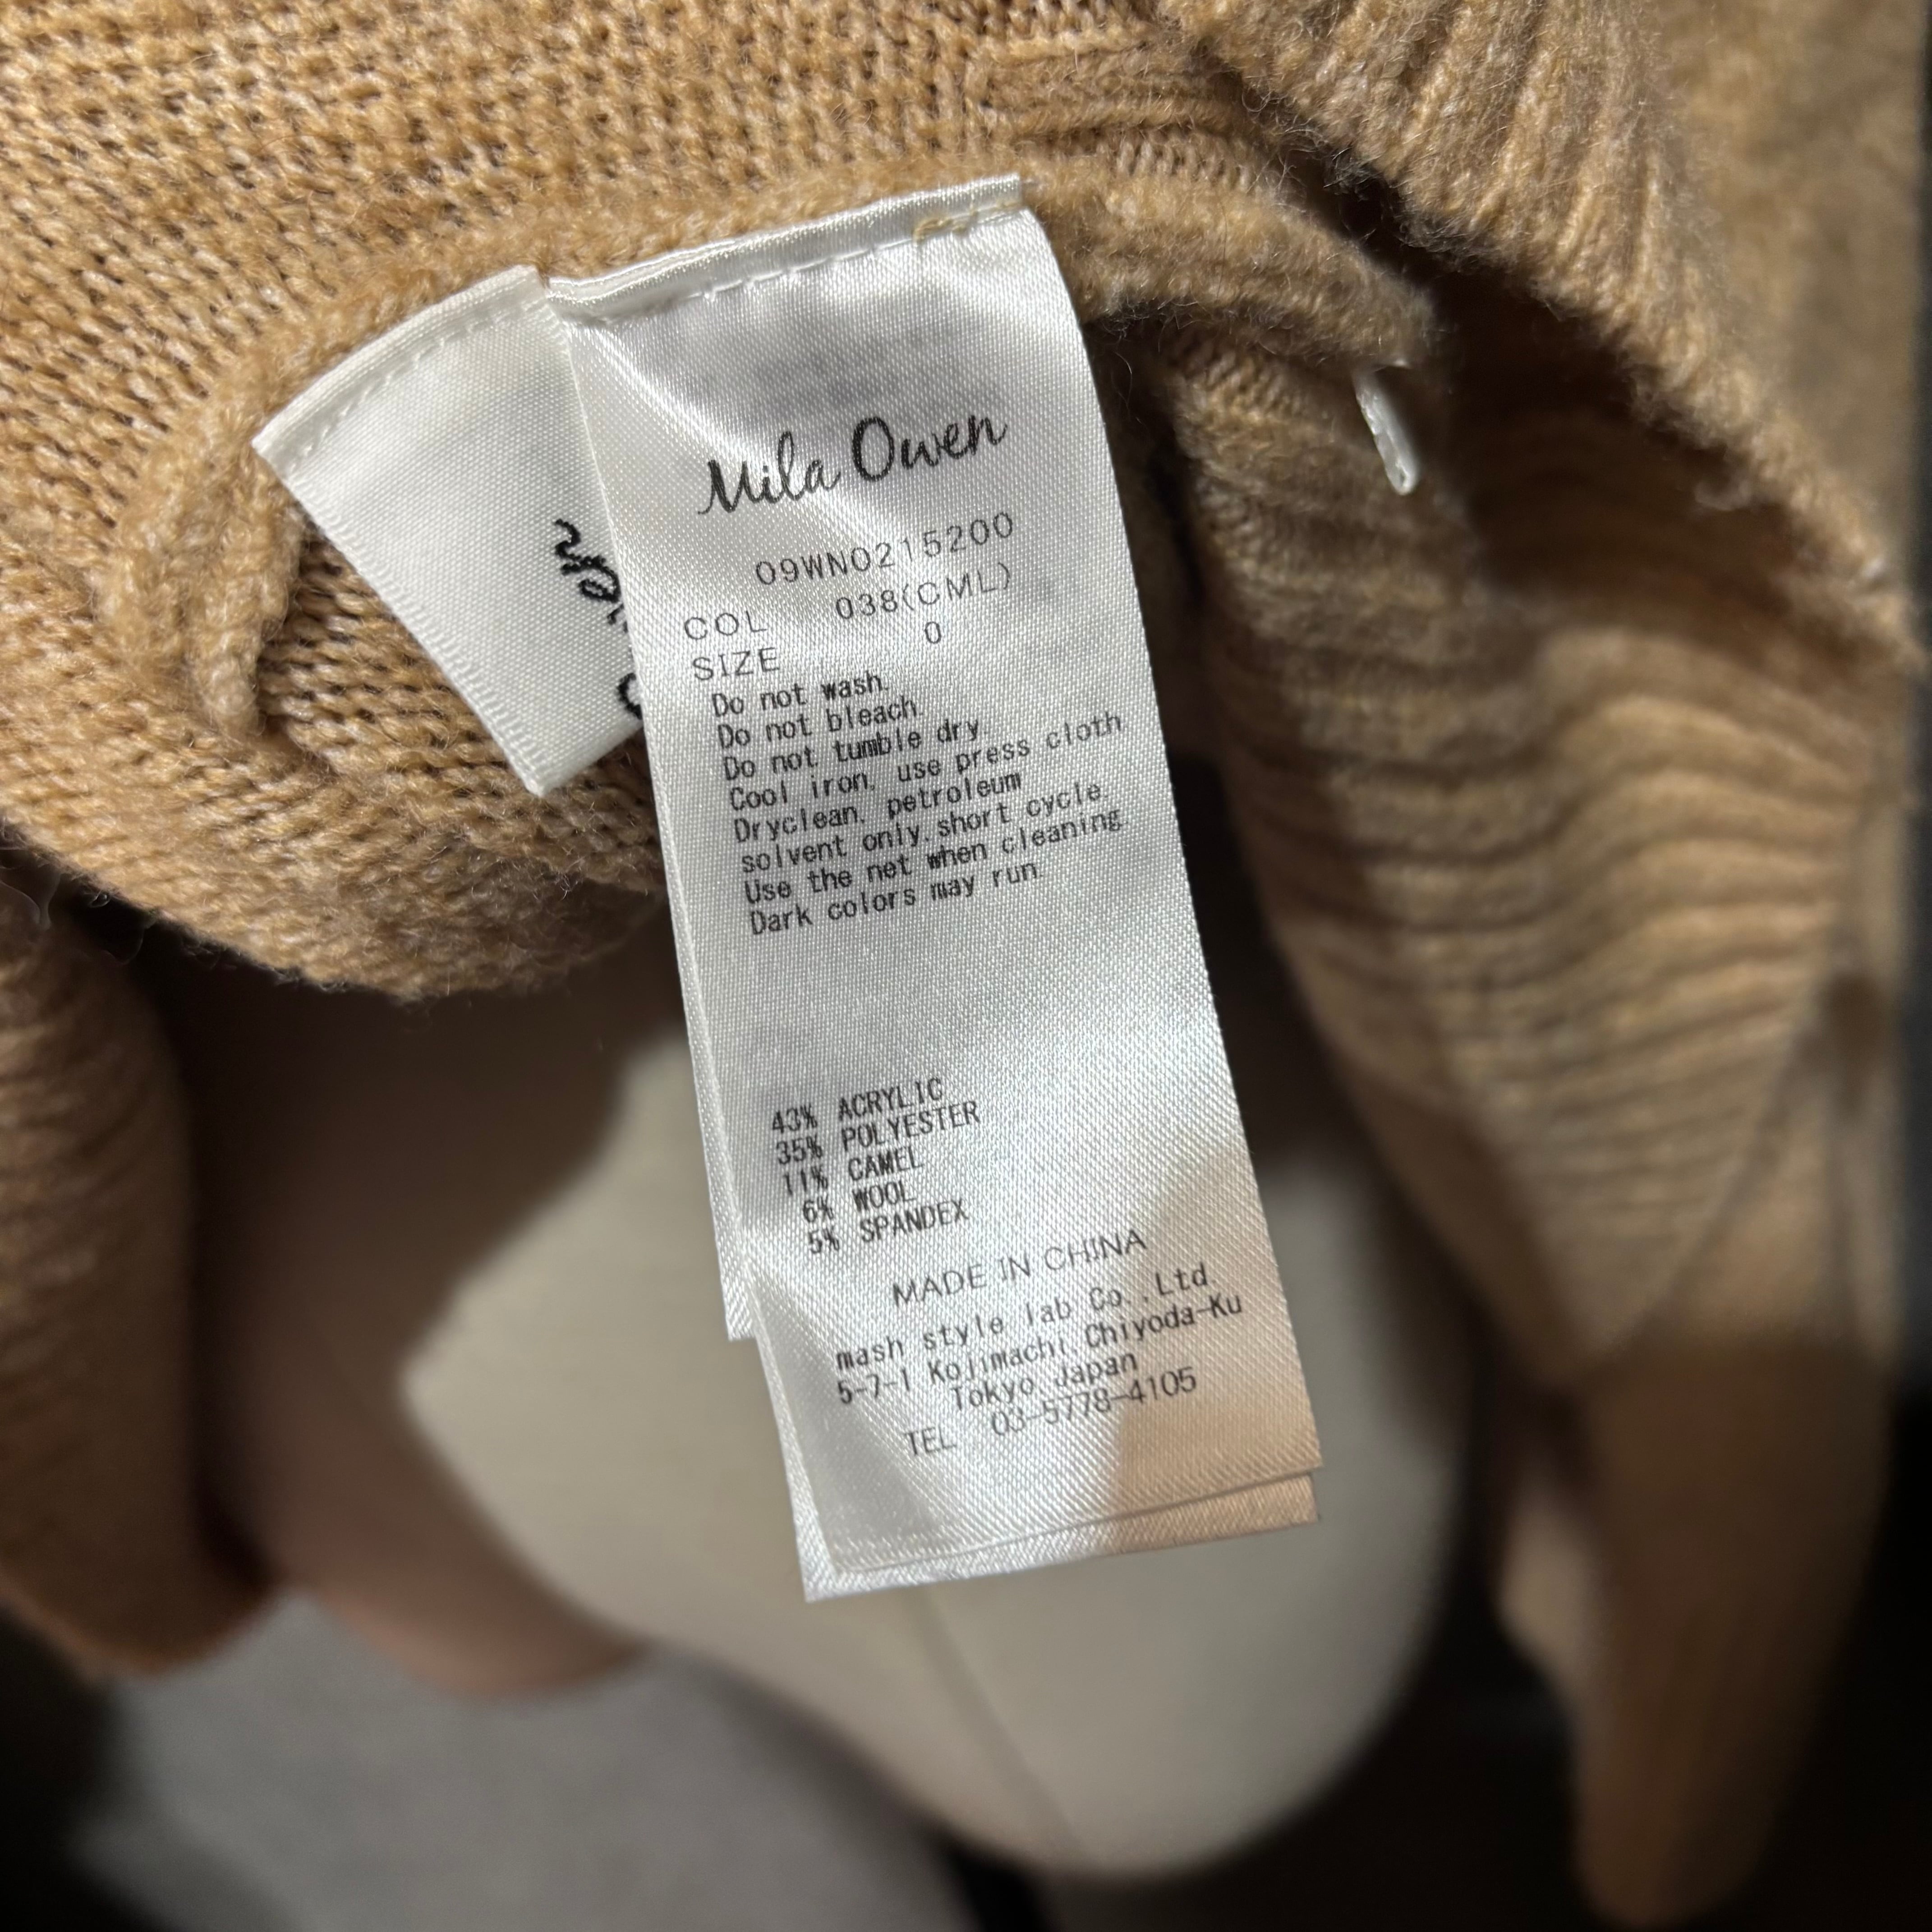 Mila Owen
09WN0215200
COL 038(CML)
SIZE 0
Do not wash.
Do not bleach.
Do not tumble dry.
Cool iron, use press cloth
Dryclean, petroleum
solvent only,short cycle.
Use the net when cleaning.
Dark colors may run.
43% ACRYLIC
35% POLYESTER
11% CAMEL
6% WOOL
5% SPANDEX
MADE IN CHINA
mash style lab Co.,Ltd.
5-7-1 Kojimachi Chiyoda-Ku
Tokyo Japan
TEL 03-5778-4105